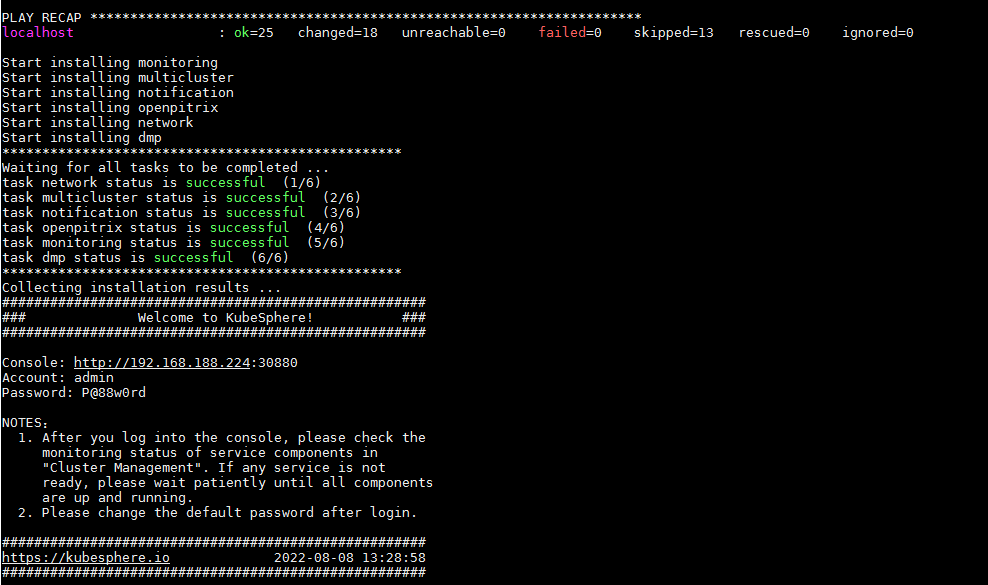 PLAY RECAP *********************************************************************
localhost                  : ok=25   changed=18   unreachable=0    failed=0    skipped=13   rescued=0    ignored=0

Start installing monitoring
Start installing multicluster
Start installing notification
Start installing openpitrix
Start installing network
Start installing dmp
**************************************************
Waiting for all tasks to be completed ...
task network status is successful  (1/6)
task multicluster status is successful  (2/6)
task notification status is successful  (3/6)
task openpitrix status is successful  (4/6)
task monitoring status is successful  (5/6)
task dmp status is successful  (6/6)
**************************************************
Collecting installation results ...
#####################################################
###              Welcome to KubeSphere!           ###
#####################################################

Console: http://192.168.188.224:30880
Account: admin
Password: P@88w0rd

NOTES：
  1. After you log into the console, please check the
     monitoring status of service components in
     "Cluster Management". If any service is not
     ready, please wait patiently until all components
     are up and running.
  2. Please change the default password after login.

#####################################################
https://kubesphere.io             2022-08-08 13:28:58
#####################################################